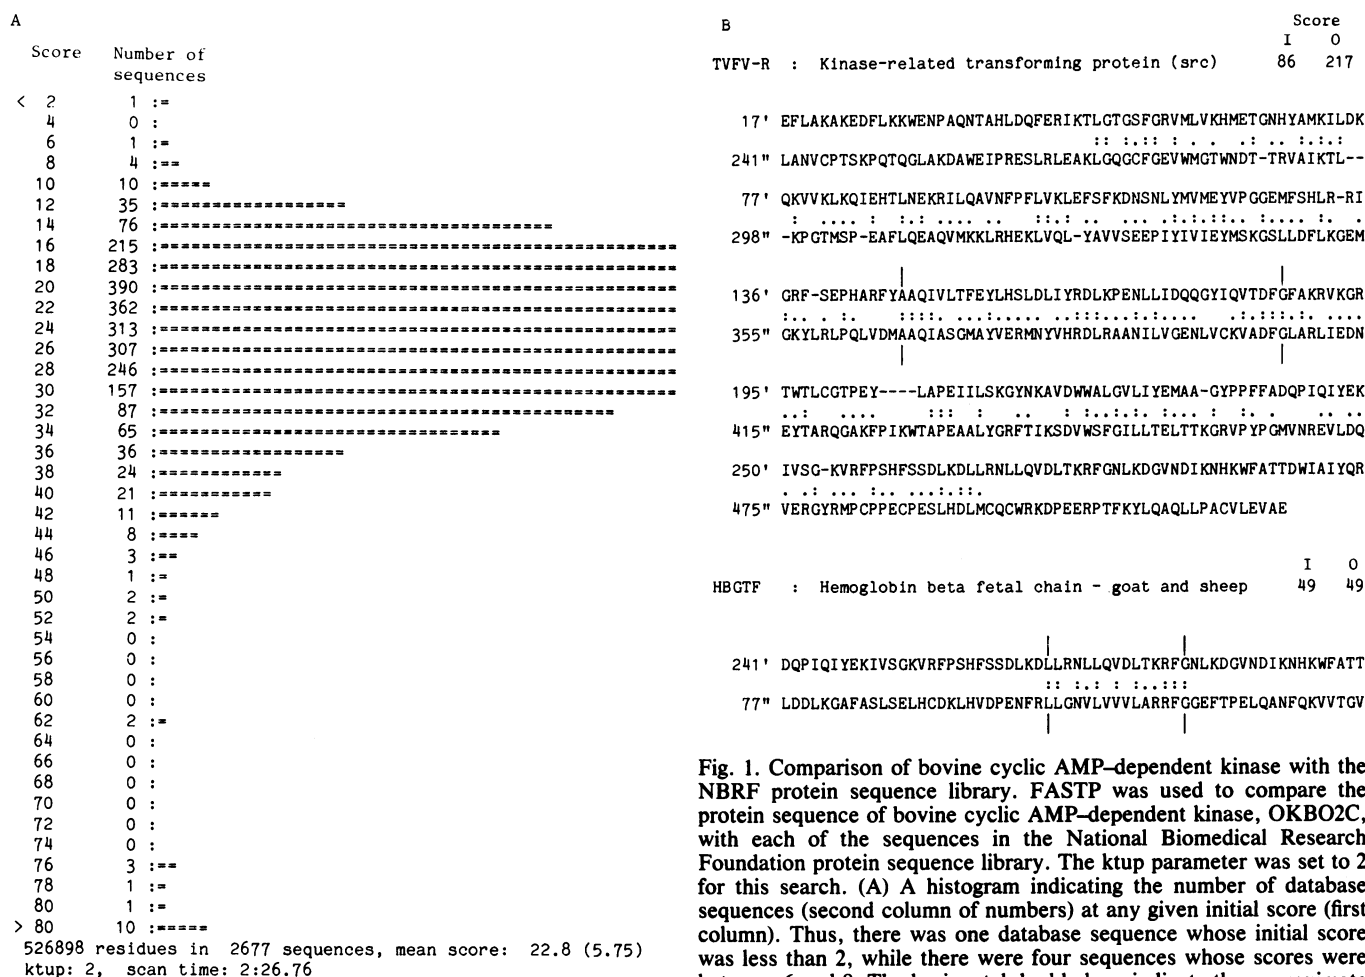 A
Score Number of
sequences
< 2 1 :=
4 0 :
6 1 :=
8 4 :==
10 10 :=====
12 35 :==================
14 76 :======================================
16 215 :==================================================
18 283 :==================================================
20 390 :==================================================
22 362 :==================================================
24 313 :==================================================
26 307 :==================================================
28 246 :==================================================
30 157 :==================================================
32 87 :============================================
34 65 :=================================
36 36 :==================
38 24 :============
40 21 :===========
42 11 :======
44 8 :====
46 3 :==
48 1 :=
50 2 :=
52 2 :=
54 0 :
56 0 :
58 0 :
60 0 :
62 2 :=
64 0 :
66 0 :
68 0 :
70 0 :
72 0 :
74 0 :
76 3 :==
78 1 :=
80 1 :=
> 80 10 :=====
526898 residues in 2677 sequences, mean score: 22.8 (5.75)
ktup: 2, scan time: 2:26.76
B
Score
I O
TVFV-R : Kinase-related transforming protein (src) 86 217
17' EFLAKAKEDFLKKWENPAQNTAHLDQFERIKTLGTGSFGRVMLVKHMETGNHYAMKILDK
241" LANVCPTSKPQTQGLAKDAWEIPRESLRLEAKLGQGCFGEVWMGTWNDT-TRVAIKTL--
77' QKVVKLKQIEHTLNEKRILQAVNFPFLVKLEFSFKDNSNLYMVMEYVPGGEMFSHLR-RI
298" -KPGTMSP-EAFLQEAQVMKKLRHEKLVQL-YAVVSEEPIYIVIEYMSKGSLLDFLKGEM
136' GRF-SEPHARFYAAQIVLTFEYLHSLDLIYRDLKPENLLIDQQGYIQVTDFGFAKRVKGR
355" GKYLRLPQLVDMAAQIASGMAYVERMNYVHRDLRAANILVGENLVCKVADFGLARLIEDN
195' TWTLCGTPEY----LAPEIILSKGYNKAVDWWALGVLIYEMAA-GYPPFFADQPIQIYEK
415" EYTARQGAKFPIKWTAPEAALYGRFTIKSDVWSFGILLTELTTKGRVPYPGMVNREVLDQ
250' IVSG-KVRFPSHFSSDLKDLLRNLLQVDLTKRFGNLKDGVNDIKNHKWFATTDWIAIYQR
475" VERGYRMPCPPECPESLHDLMCQCWRKDPEERPTFKYLQAQLLPACVLEVAE
I O
HBGTF : Hemoglobin beta fetal chain - goat and sheep 49 49
241' DQPIQIYEKIVSGKVRFPSHFSSDLKDLLRNLLQVDLTKRFGNLKDGVNDIKNHKWFATT
77" LDDLKGAFASLSELHCDKLHVDPENFRLLGNVLVVVLARRFGGEFTPELQANFQKVVTGV
Fig. 1. Comparison of bovine cyclic AMP–dependent kinase with the
NBRF protein sequence library. FASTP was used to compare the
protein sequence of bovine cyclic AMP–dependent kinase, OKBO2C,
with each of the sequences in the National Biomedical Research
Foundation protein sequence library. The ktup parameter was set to 2
for this search. (A) A histogram indicating the number of database
sequences (second column of numbers) at any given initial score (first
column). Thus, there was one database sequence whose initial score
was less than 2, while there were four sequences whose scores were